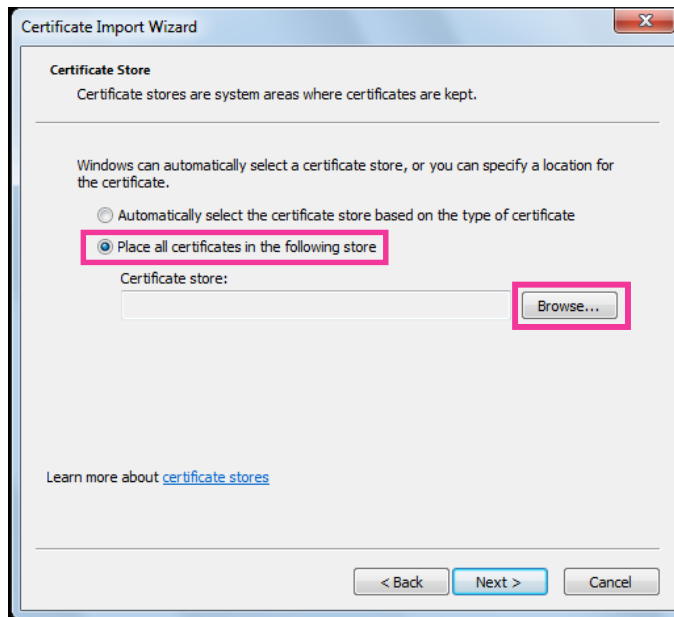 Certificate Import Wizard
Certificate Store
Certificate stores are system areas where certificates are kept.
Windows can automatically select a certificate store, or you can specify a location for
the certificate.
Automatically select the certificate store based on the type of certificate
Place all certificates in the following store
Certificate store:
Browse...
Learn more about certificate stores
< Back Next > Cancel